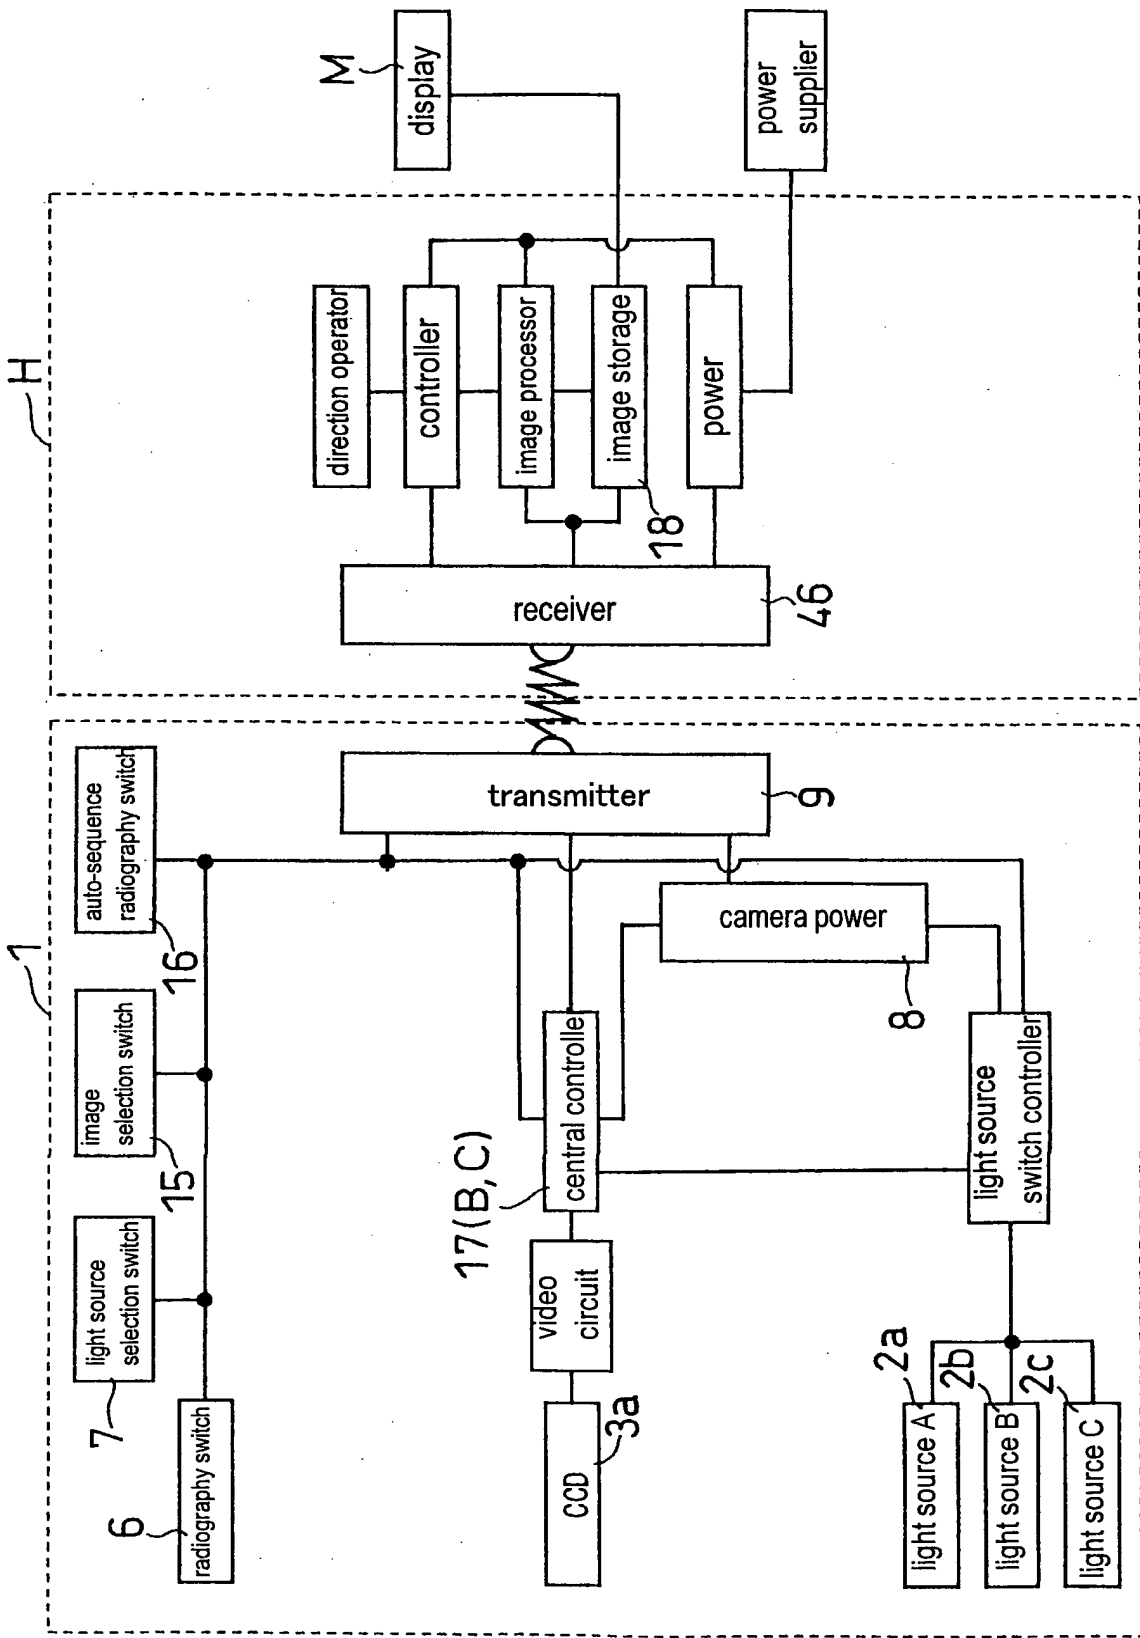 1
H
radiography switch
6
light source
selection switch
7
image
selection switch
15
auto-sequence
radiography switch
16
CCD
3a
video
circuit
central controller
17(B,C)
transmitter
9
camera power
8
light source A
2a
light source B
2b
light source C
2c
light source
switch controller
receiver
46
direction operator
controller
image processor
image storage
18
power
display
M
power
supplier